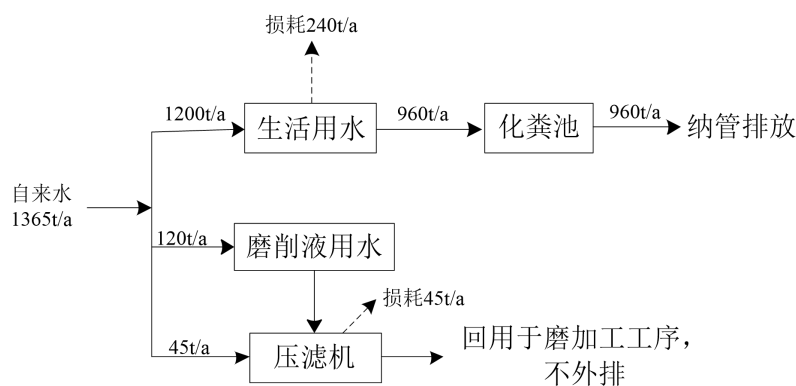 损耗240t/a
1200t/a
生活用水
960t/a
化粪池
960t/a
纳管排放
自来水
1365t/a
120t/a
磨削液用水
损耗45t/a
45t/a
压滤机
回用于磨加工工序，
不外排